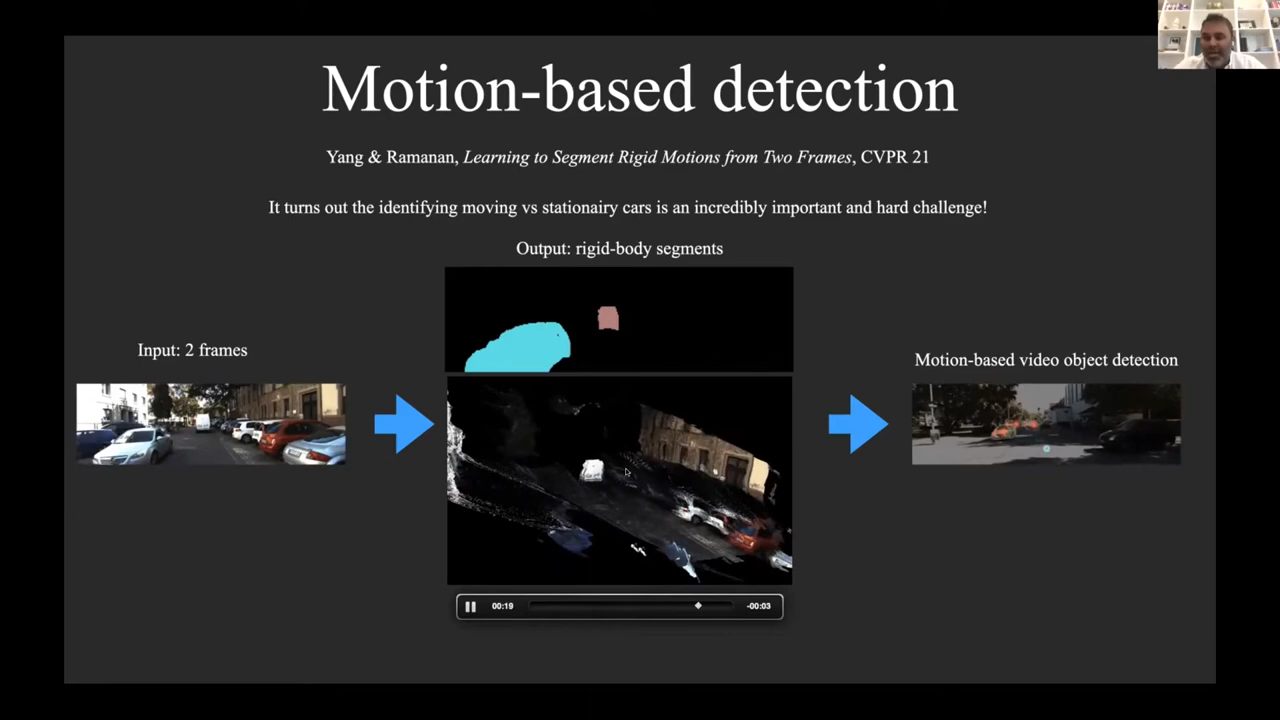 Motion-based detection
Yang & Ramanan, Learning to Segment Rigid Motions from Two Frames, CVPR 21
It turns out the identifying moving vs stationairy cars is an incredibly important and hard challenge!
Output: rigid-body segments
Input: 2 frames
Motion-based video object detection
00:19
-00:03